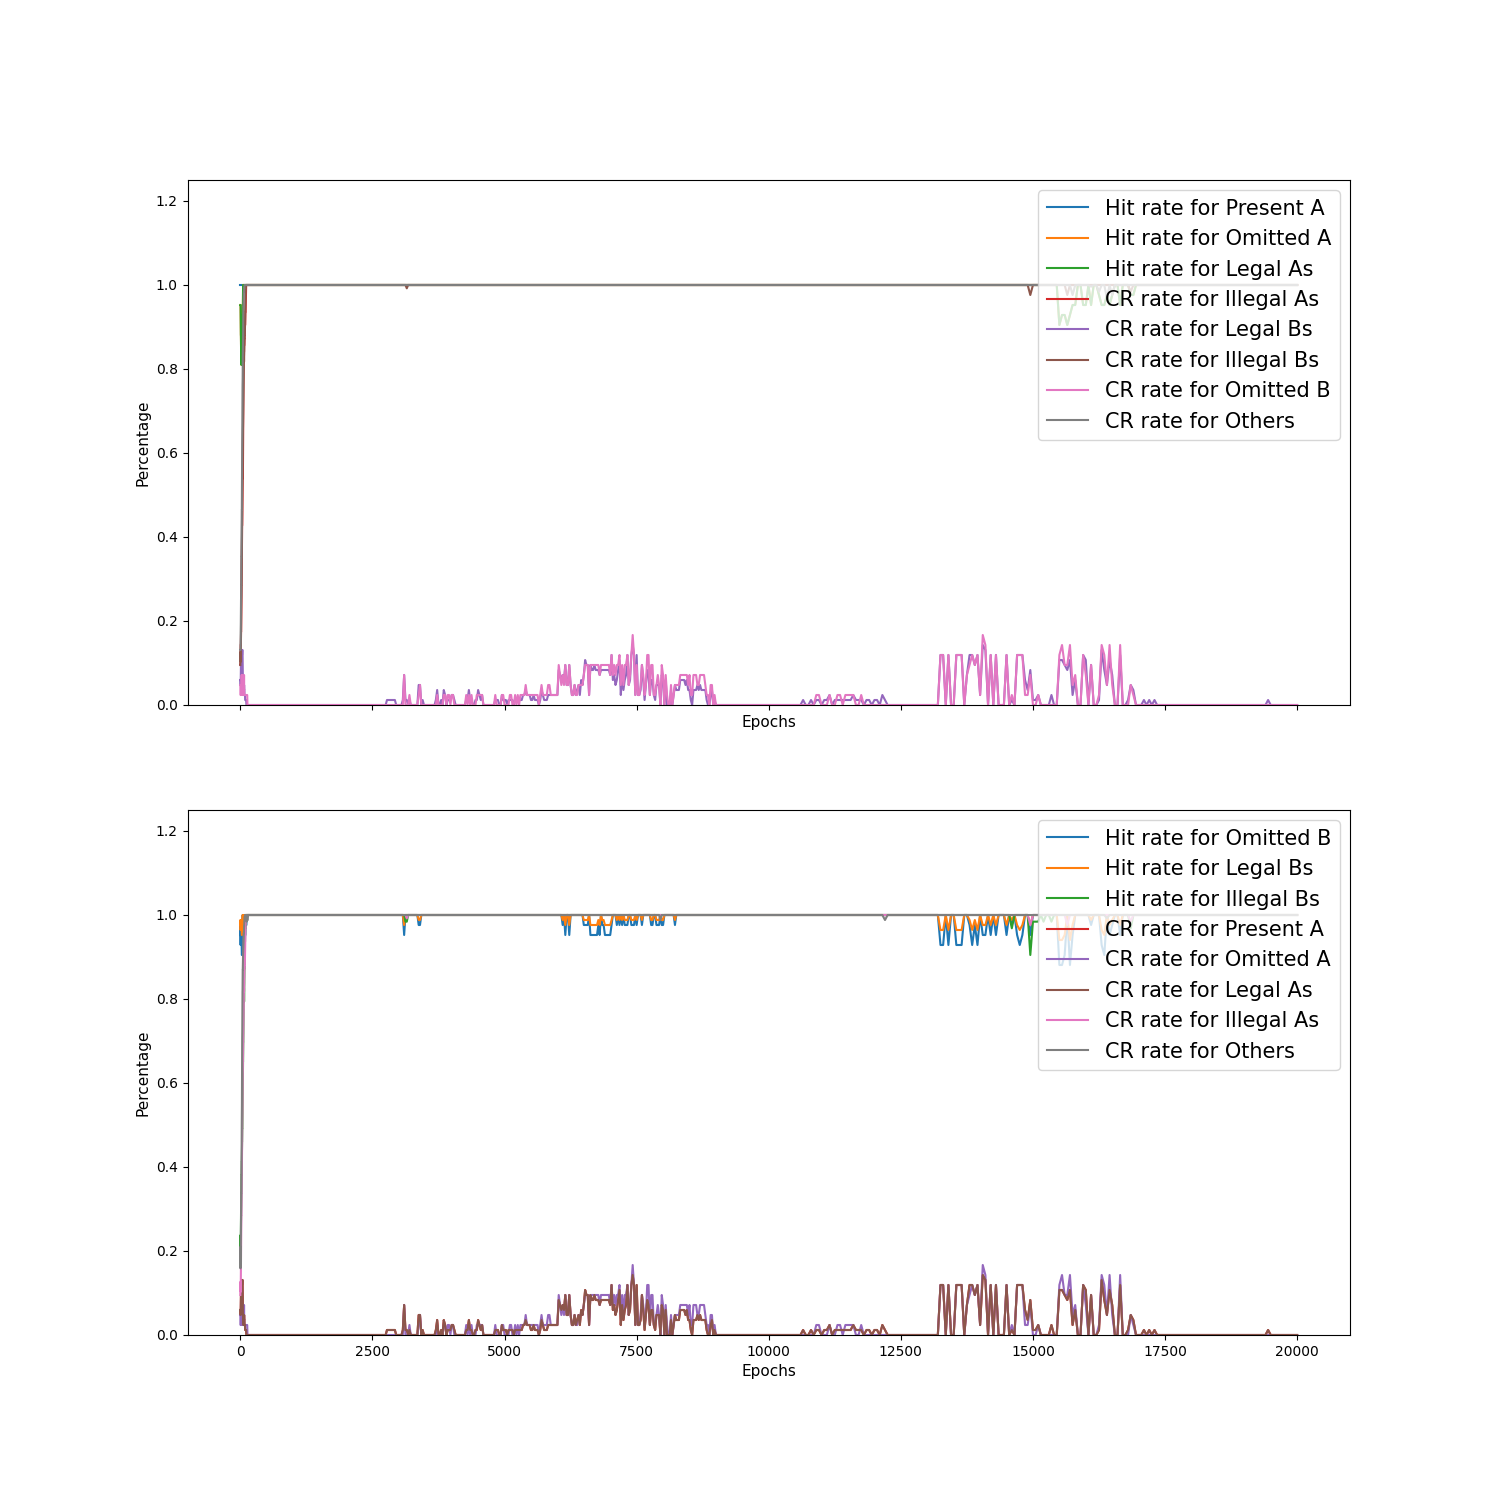 1.2
1.0
0.8
0.6
0.4
0.2
0.0
Percentage
Epochs
Hit rate for Present A
Hit rate for Omitted A
Hit rate for Legal As
CR rate for Illegal As
CR rate for Legal Bs
CR rate for Illegal Bs
CR rate for Omitted B
CR rate for Others
1.2
1.0
0.8
0.6
0.4
0.2
0.0
Percentage
Hit rate for Omitted B
Hit rate for Legal Bs
Hit rate for Illegal Bs
CR rate for Present A
CR rate for Omitted A
CR rate for Legal As
CR rate for Illegal As
CR rate for Others
0 2500 5000 7500 10000 12500 15000 17500 20000
Epochs